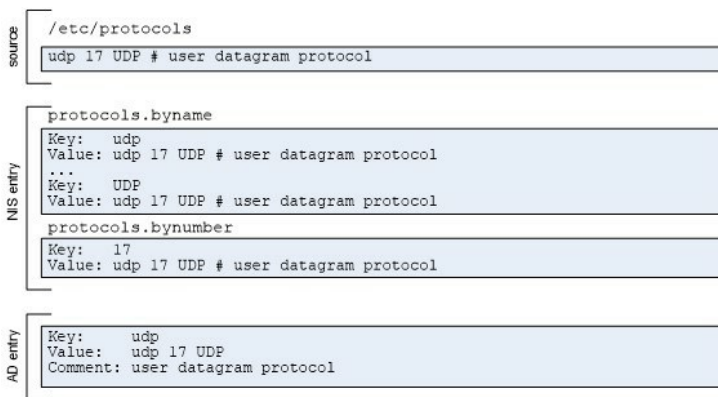 source
/etc/protocols
udp 17 UDP # user datagram protocol
NIS entry
protocols.byname
Key: udp
Value: udp 17 UDP # user datagram protocol
...
Key: UDP
Value: udp 17 UDP # user datagram protocol
protocols.bynumber
Key: 17
Value: udp 17 UDP # user datagram protocol
AD entry
Key: udp
Value: udp 17 UDP
Comment: user datagram protocol